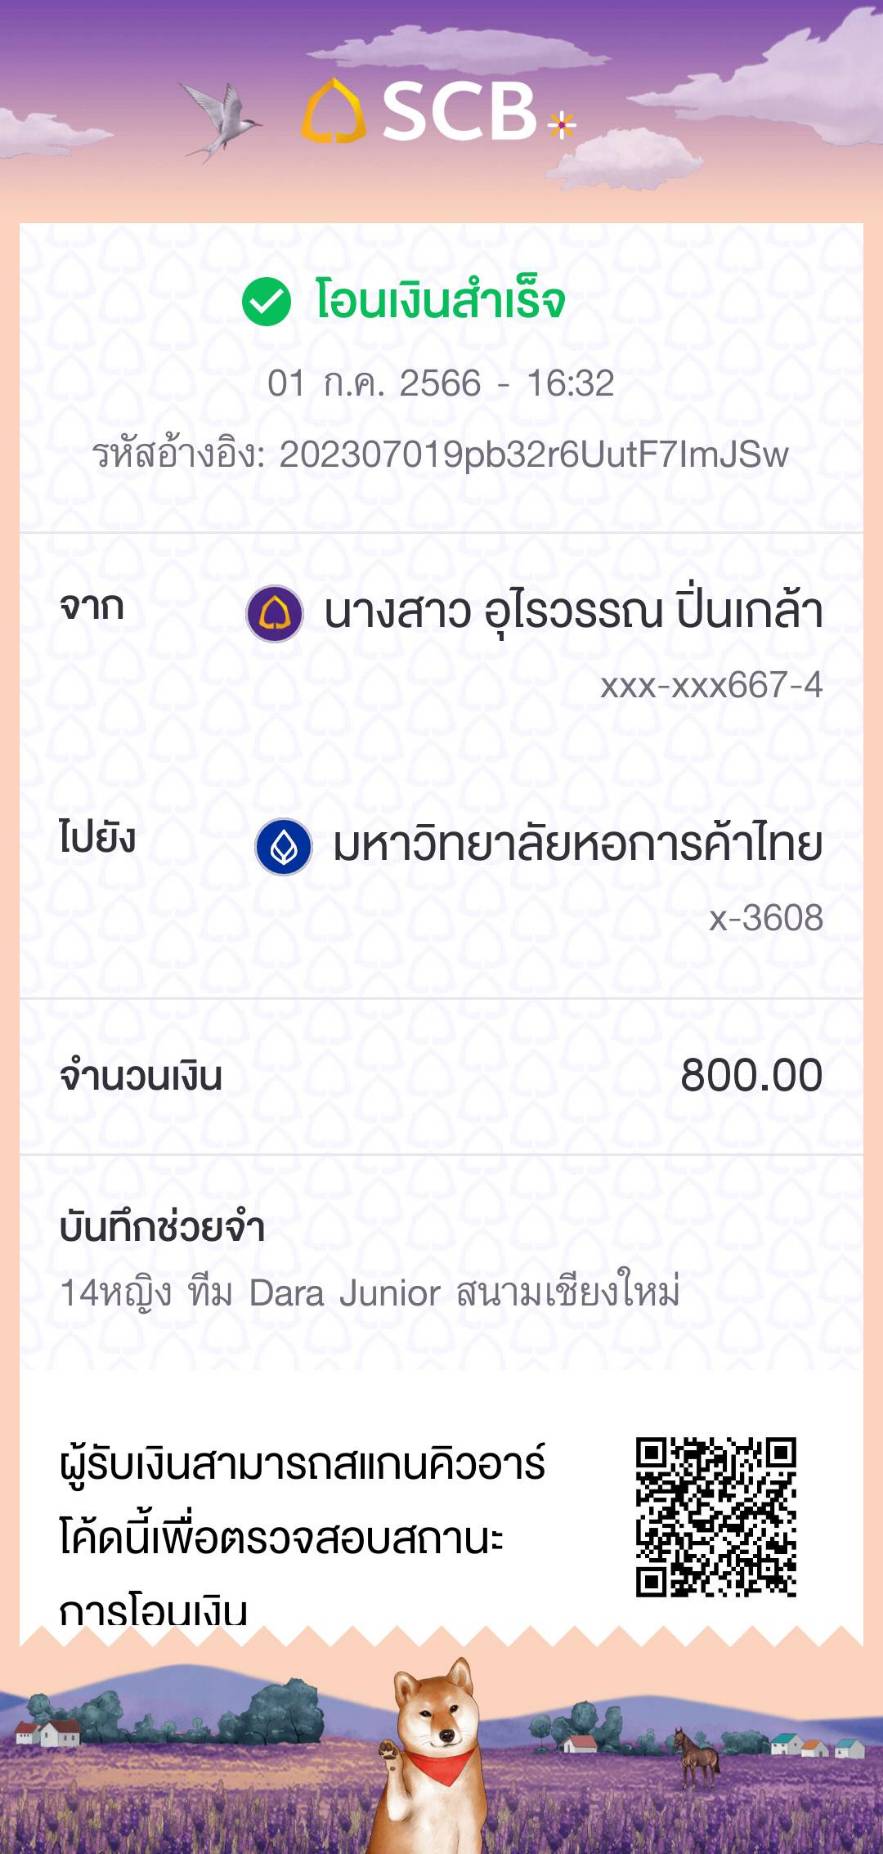 SCB
โอนเงินสำเร็จ
01 ก.ค. 2566 - 16:32
รหัสอ้างอิง: 202307019pb32r6UutF7ImJSw
จาก
นางสาว อุไรวรรณ ปิ่นเกล้า
xxx-xxx667-4
ไปยัง
มหาวิทยาลัยหอการค้าไทย
x-3608
จำนวนเงิน
800.00
บันทึกช่วยจำ
14หญิง ทีม Dara Junior สนามเชียงใหม่
ผู้รับเงินสามารถสแกนคิวอาร์
โค้ดนี้เพื่อตรวจสอบสถานะ
การโอนเงิน